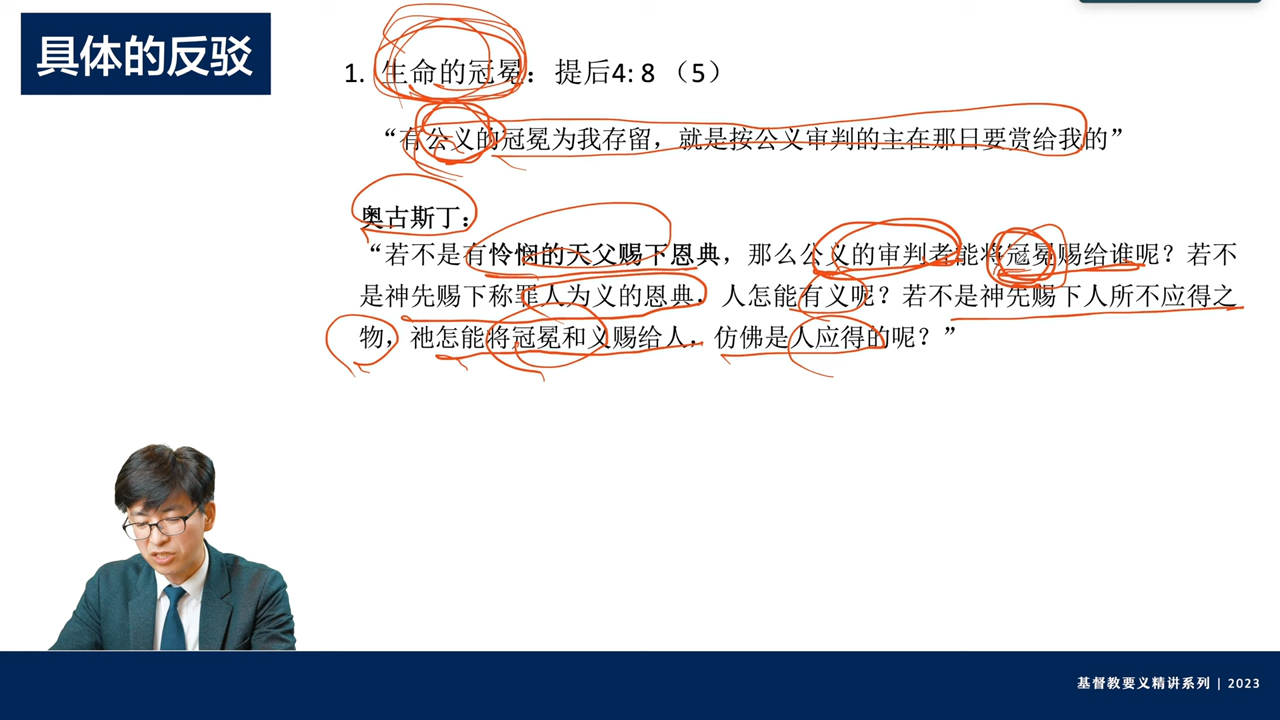 具体的反驳
1. 生命的冠冕：提后4: 8 （5）
“有公义的冠冕为我存留，就是按公义审判的主在那日要赏给我的”
奥古斯丁：
“若不是有怜悯的天父赐下恩典，那么公义的审判者能将冠冕赐给谁呢？若不
是神先赐下称罪人为义的恩典，人怎能有义呢？若不是神先赐下人所不应得之
物，祂怎能将冠冕和义赐给人，仿佛是人应得的呢？”
基督教要义精讲系列 | 2023